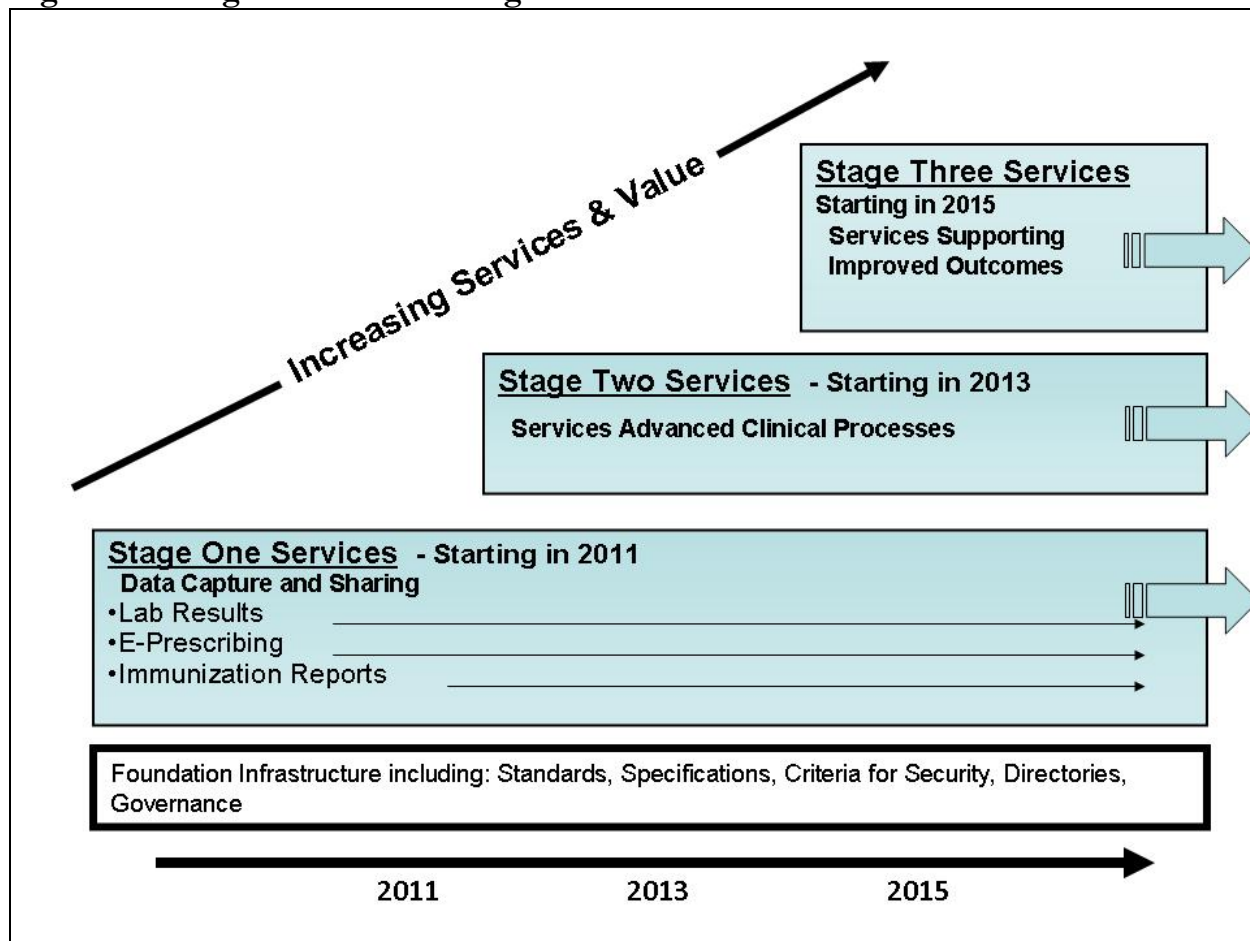 Increasing Services & Value
Stage Three Services
Starting in 2015
Services Supporting
Improved Outcomes
Stage Two Services - Starting in 2013
Services Advanced Clinical Processes
Stage One Services - Starting in 2011
Data Capture and Sharing
•Lab Results
•E-Prescribing
•Immunization Reports
Foundation Infrastructure including: Standards, Specifications, Criteria for Security, Directories,
Governance
2011 2013 2015